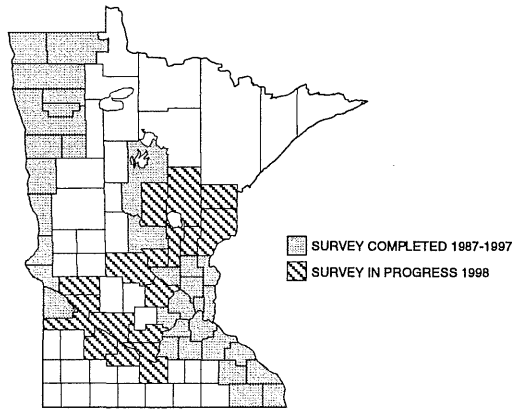 SURVEY COMPLETED 1987-1997
SURVEY IN PROGRESS 1998